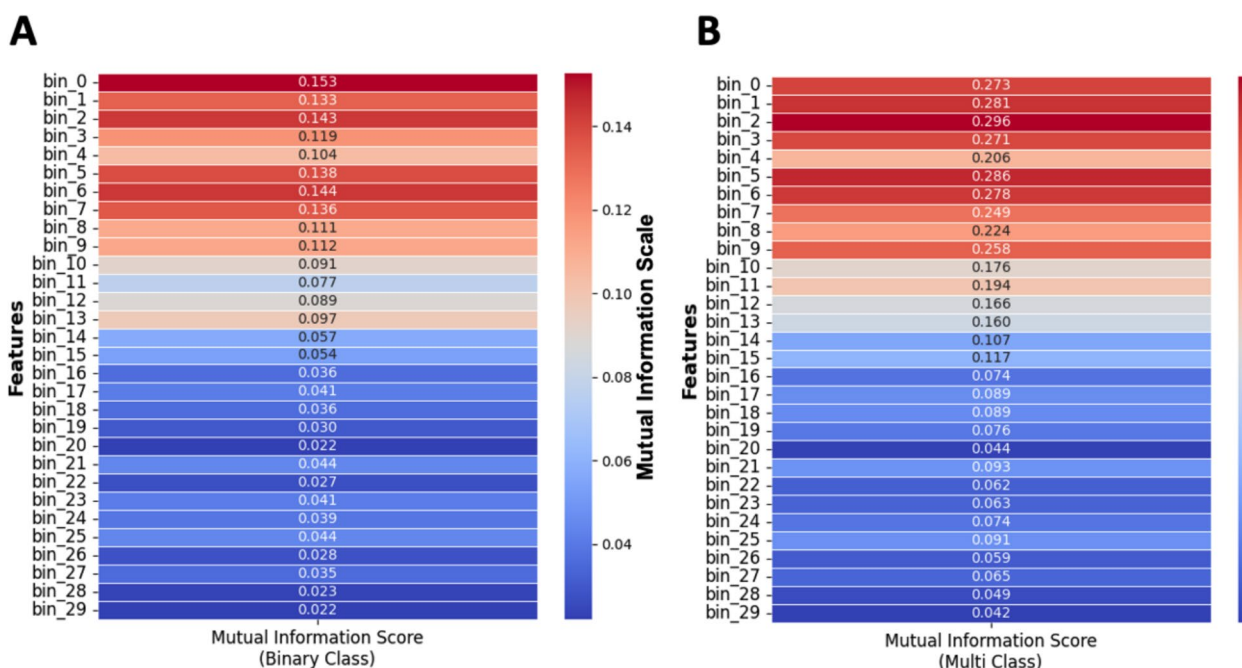 A
bin_0 0.153
bin_1 0.133
bin_2 0.143
bin_3 0.119
bin_4 0.104
bin_5 0.138
bin_6 0.144
bin_7 0.136
bin_8 0.111
bin_9 0.112
bin_10 0.091
bin_11 0.077
bin_12 0.089
bin_13 0.097
bin_14 0.057
bin_15 0.054
bin_16 0.036
bin_17 0.041
bin_18 0.036
bin_19 0.030
bin_20 0.022
bin_21 0.044
bin_22 0.027
bin_23 0.041
bin_24 0.039
bin_25 0.044
bin_26 0.028
bin_27 0.035
bin_28 0.023
bin_29 0.022
Features
Mutual Information Score
(Binary Class)
0.14
0.12
0.10
0.08
0.06
0.04
Mutual Information Scale
B
bin_0 0.273
bin_1 0.281
bin_2 0.296
bin_3 0.271
bin_4 0.206
bin_5 0.286
bin_6 0.278
bin_7 0.249
bin_8 0.224
bin_9 0.258
bin_10 0.176
bin_11 0.194
bin_12 0.166
bin_13 0.160
bin_14 0.107
bin_15 0.117
bin_16 0.074
bin_17 0.089
bin_18 0.089
bin_19 0.076
bin_20 0.044
bin_21 0.093
bin_22 0.062
bin_23 0.063
bin_24 0.074
bin_25 0.091
bin_26 0.059
bin_27 0.065
bin_28 0.049
bin_29 0.042
Features
Mutual Information Score
(Multi Class)